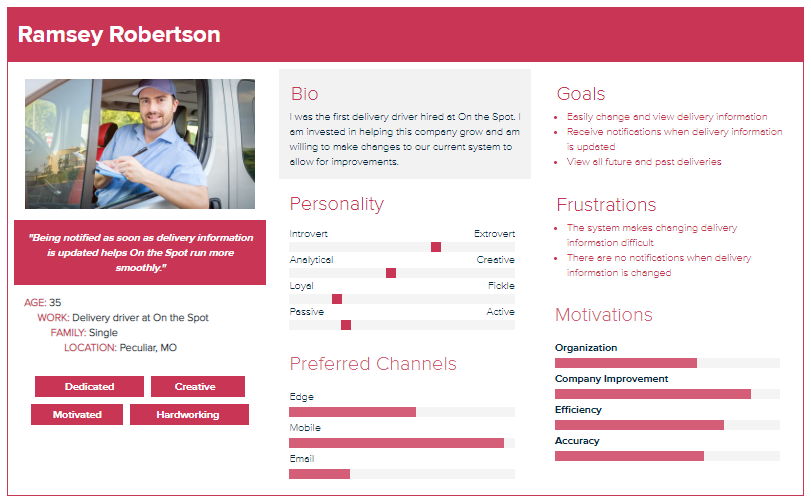 Ramsey Robertson
"Being notified as soon as delivery information
is updated helps On the Spot run more
smoothly."
AGE: 35
WORK: Delivery driver at On the Spot
FAMILY: Single
LOCATION: Peculiar, MO
Dedicated
Creative
Motivated
Hardworking
Bio
I was the first delivery driver hired at On the Spot. I
am invested in helping this company grow and am
willing to make changes to our current system to
allow for improvements.
Personality
Introvert Extrovert
Analytical Creative
Loyal Fickle
Passive Active
Preferred Channels
Edge
Mobile
Email
Goals
• Easily change and view delivery information
• Receive notifications when delivery information
is updated
• View all future and past deliveries
Frustrations
• The system makes changing delivery
information difficult
• There are no notifications when delivery
information is changed
Motivations
Organization
Company Improvement
Efficiency
Accuracy